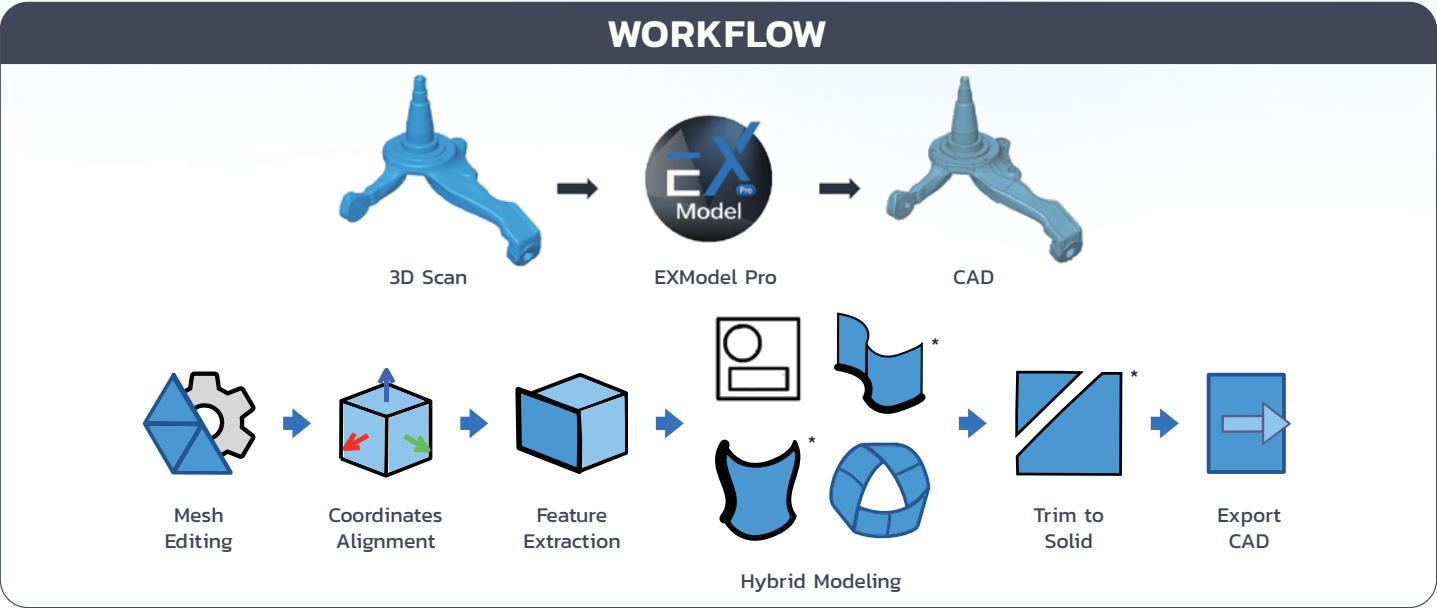 WORKFLOW
EX
Pro
Model
3D Scan
EXModel Pro
CAD
*
*
*
Mesh
Editing
Coordinates
Alignment
Feature
Extraction
Hybrid Modeling
Trim to
Solid
Export
CAD